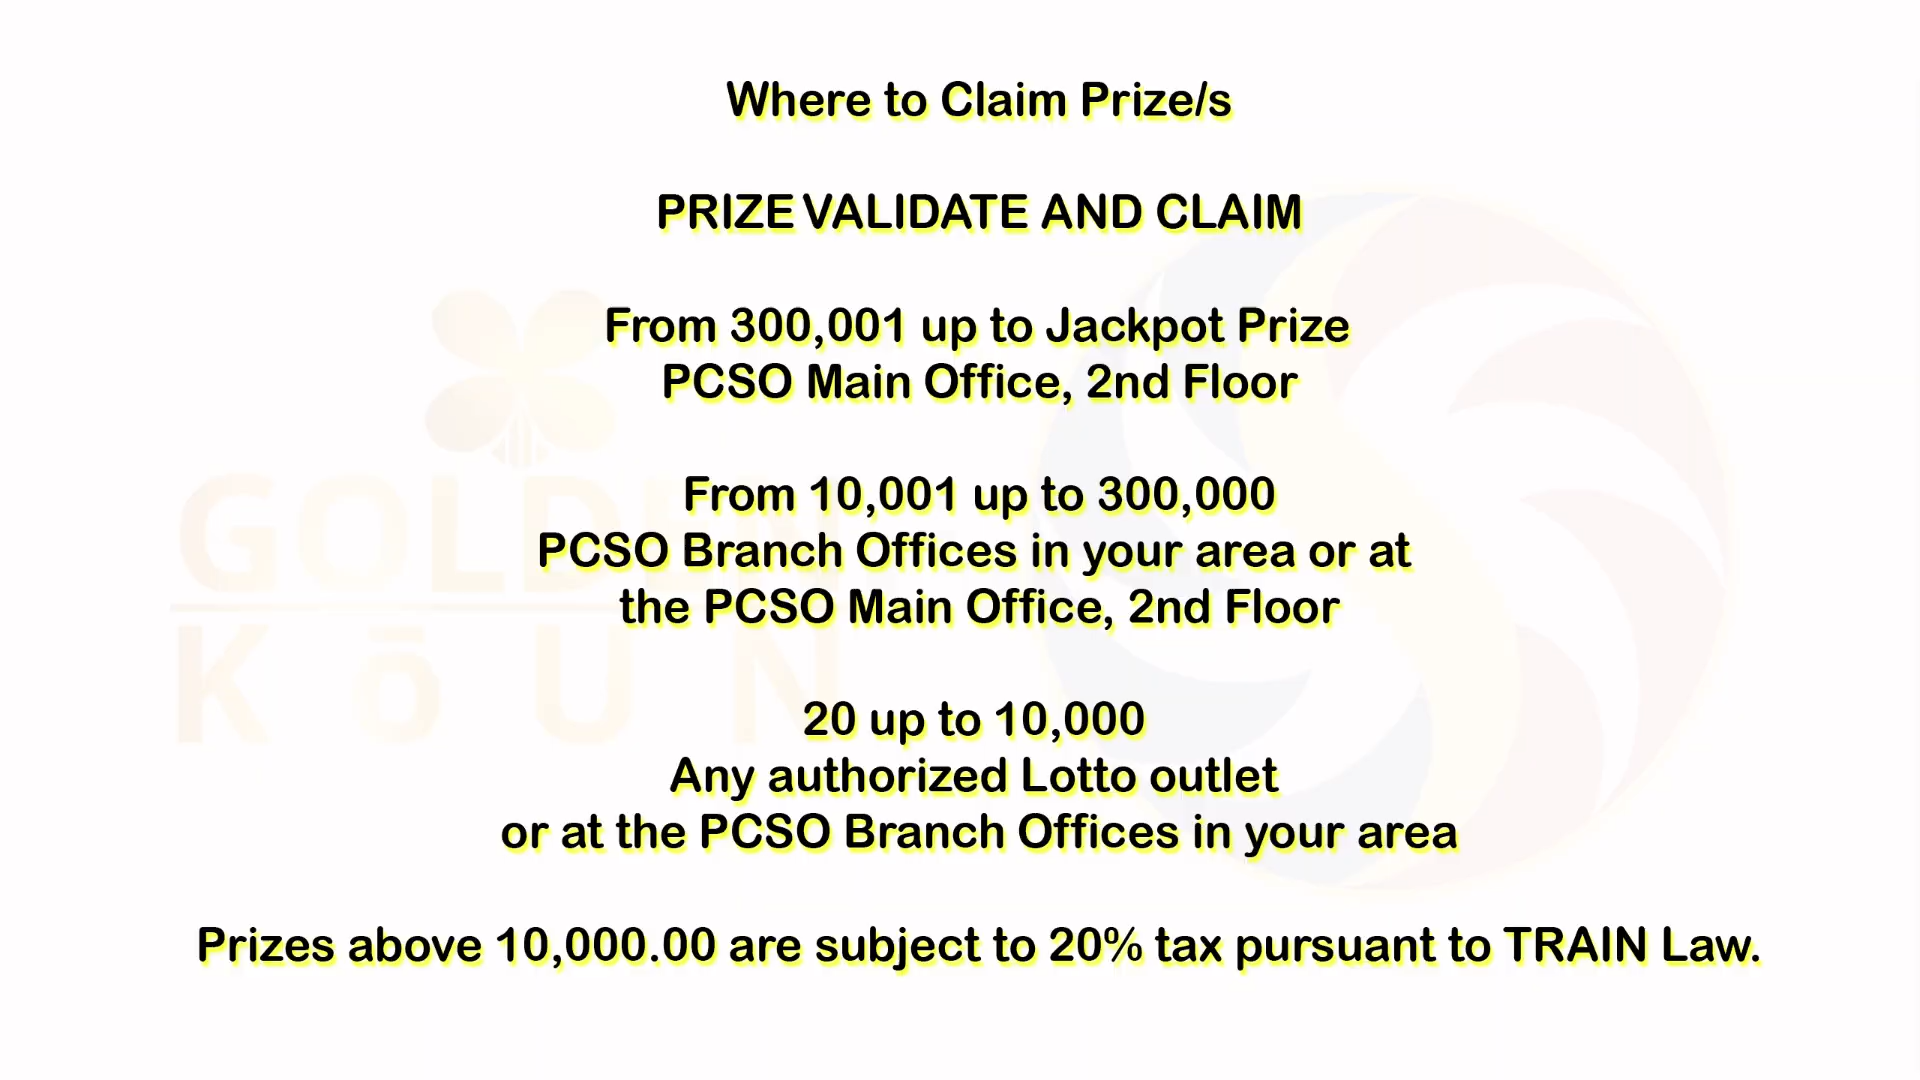 Where to Claim Prize/s
PRIZE VALIDATE AND CLAIM
From 300,001 up to Jackpot Prize
PCSO Main Office, 2nd Floor
From 10,001 up to 300,000
PCSO Branch Offices in your area or at
the PCSO Main Office, 2nd Floor
20 up to 10,000
Any authorized Lotto outlet
or at the PCSO Branch Offices in your area
Prizes above 10,000.00 are subject to 20% tax pursuant to TRAIN Law.
GOLDEN
KōUN